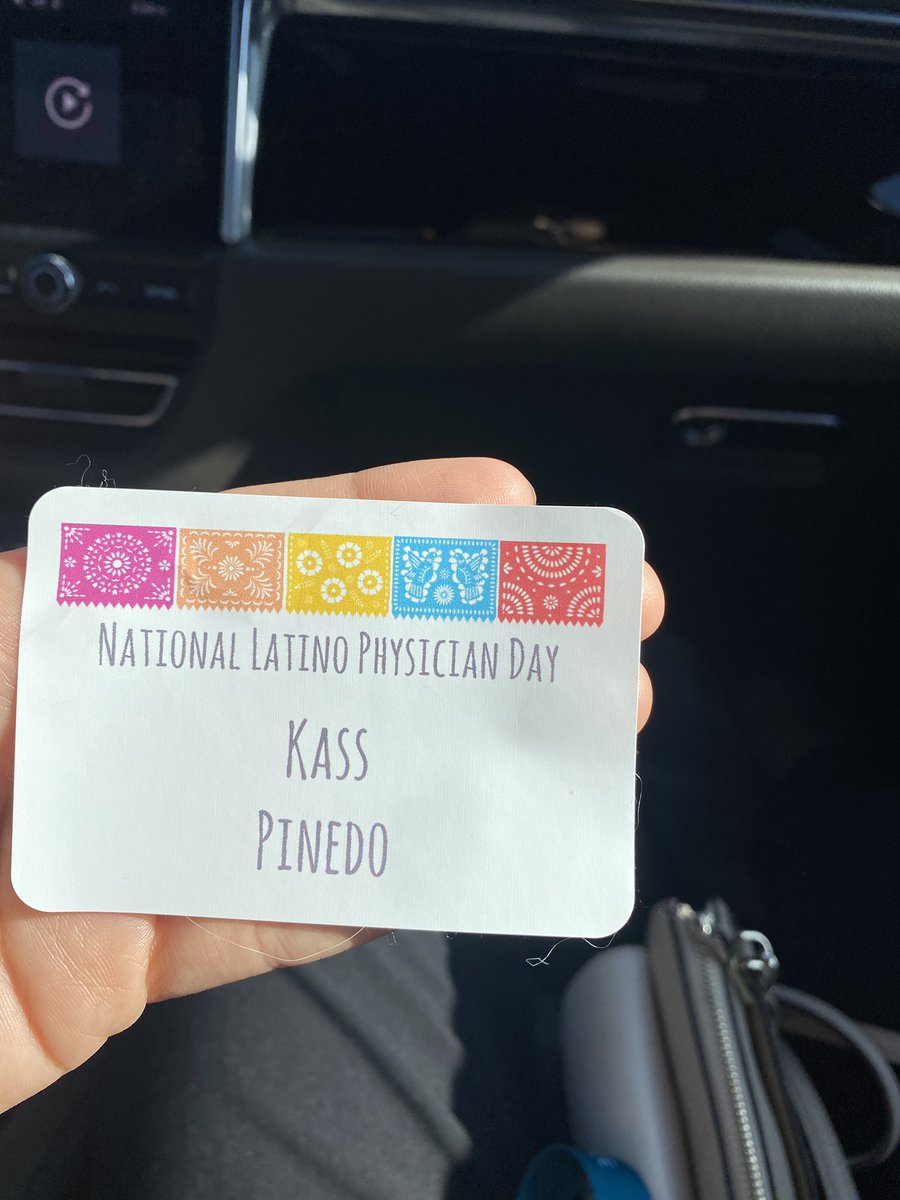 National Latino Physician Day
Kass
Pinedo